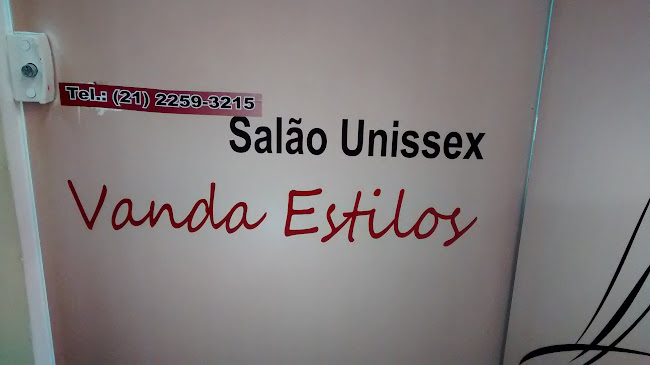 Tel.: (21) 2259-3215
Salão Unissex
Vanda Estilos